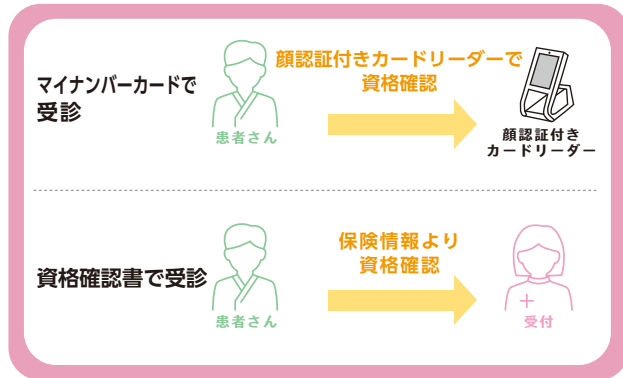 マイナンバーカードで
受診
患者さん
顔認証付きカードリーダーで
資格確認
顔認証付き
カードリーダー
資格確認書で受診
患者さん
保険情報より
資格確認
受付